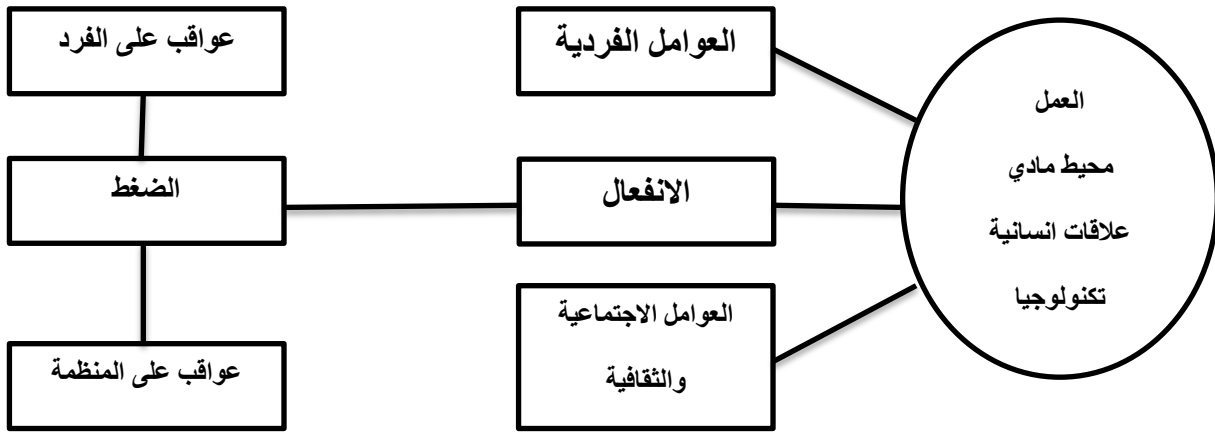 العمل
محيط مادي
علاقات انسانية
تكنولوجيا
العوامل الفردية
الانفعال
العوامل الاجتماعية
والثقافية
عواقب على الفرد
الضغط
عواقب على المنظمة